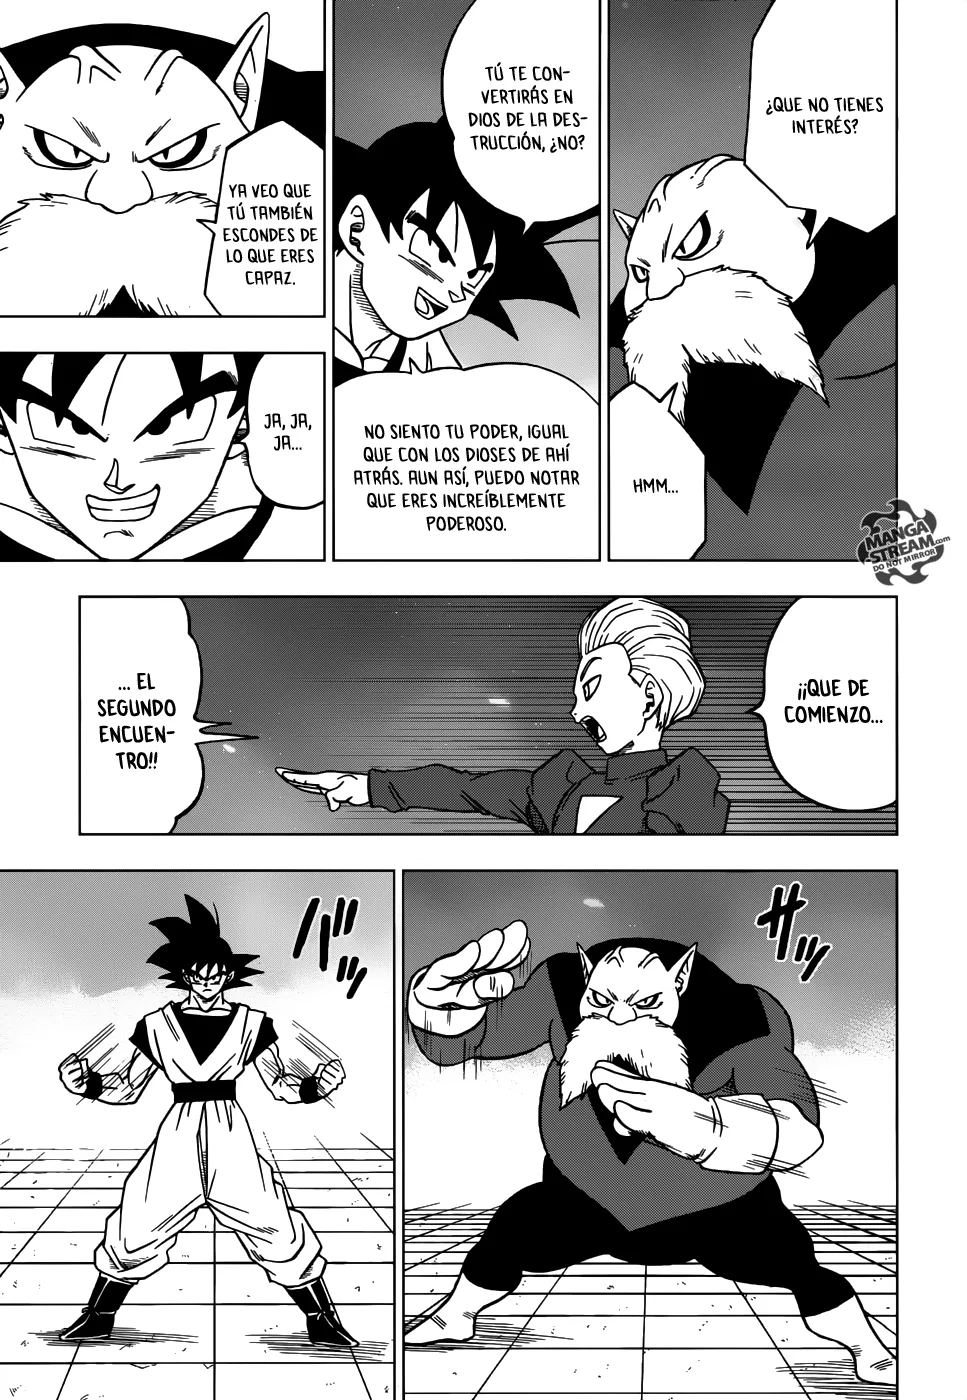 ¿QUE NO TIENES
INTERÉS?
HMM...
TÚ TE CON-
VERTIRÁS EN
DIOS DE LA DES-
TRUCCIÓN, ¿NO?
NO SIENTO TU PODER, IGUAL
QUE CON LOS DIOSES DE AHÍ
ATRÁS. AUN ASÍ, PUEDO NOTAR
QUE ERES INCREÍBLEMENTE
PODEROSO.
YA VEO QUE
TÚ TAMBIÉN
ESCONDES DE
LO QUE ERES
CAPAZ.
JA, JA,
JA...
MANGA
-STREAM.com
DO NOT MIRROR
¡¡QUE DE
COMIENZO...
... EL
SEGUNDO
ENCUEN-
TRO!!
サッ
バッ